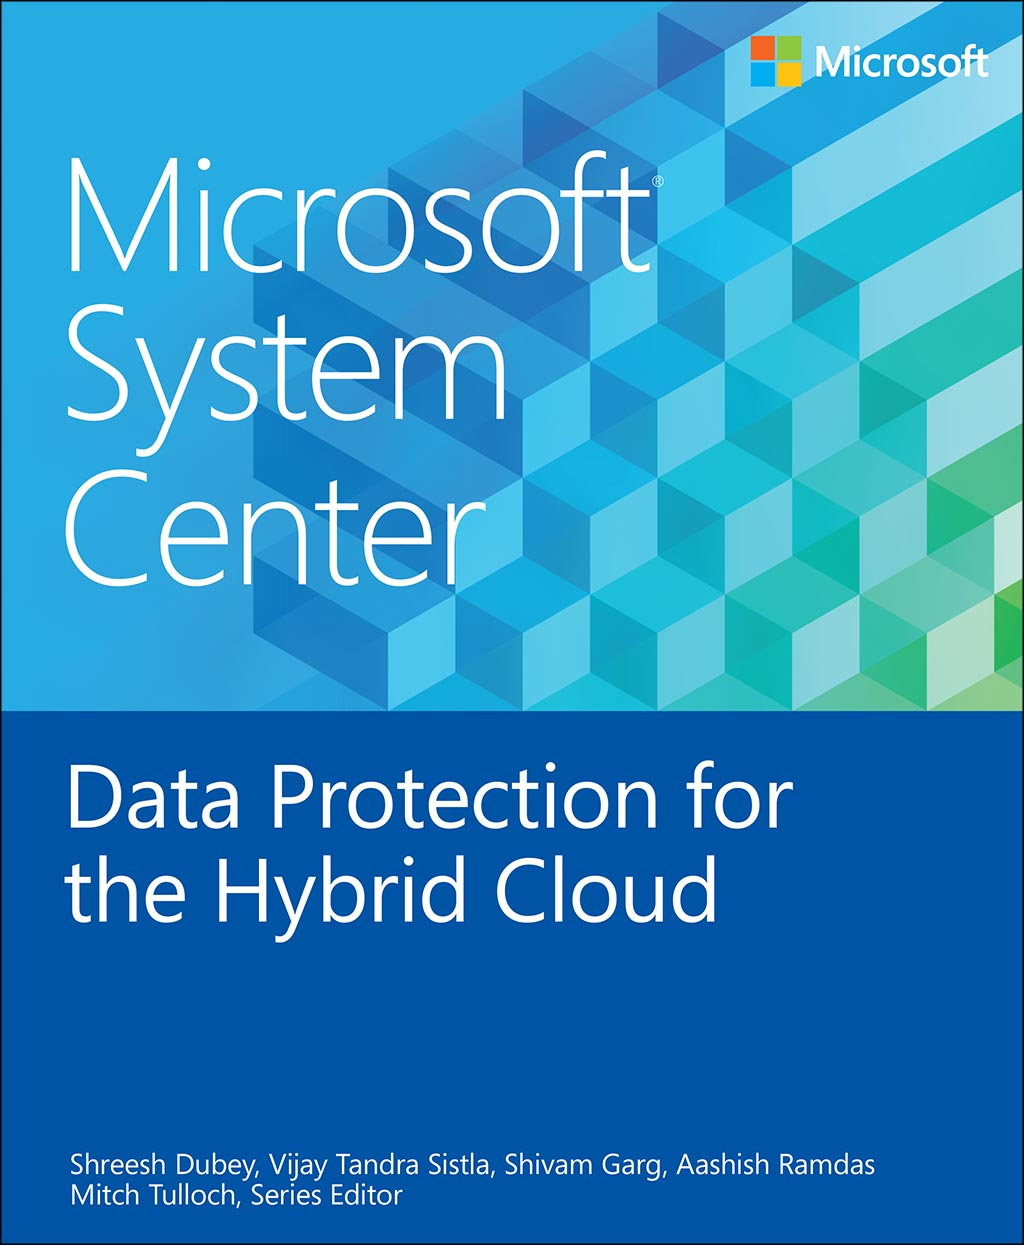 Microsoft
Microsoft®
System
Center
Data Protection for
the Hybrid Cloud
Shreesh Dubey, Vijay Tandra Sistla, Shivam Garg, Aashish Ramdas
Mitch Tulloch, Series Editor